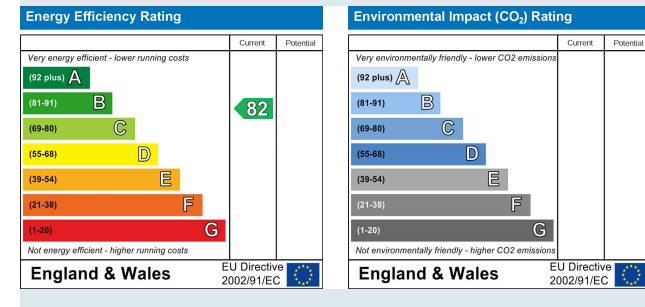 Energy Efficiency Rating
Current Potential
Very energy efficient - lower running costs
(92 plus) A
(81-91) B
82
(69-80) C
(55-68) D
(39-54) E
(21-38) F
(1-20) G
Not energy efficient - higher running costs
England & Wales
EU Directive
2002/91/EC
Environmental Impact (CO₂) Rating
Current Potential
Very environmentally friendly - lower CO2 emissions
(92 plus) A
(81-91) B
(69-80) C
(55-68) D
(39-54) E
(21-38) F
(1-20) G
Not environmentally friendly - higher CO2 emissions
England & Wales
EU Directive
2002/91/EC